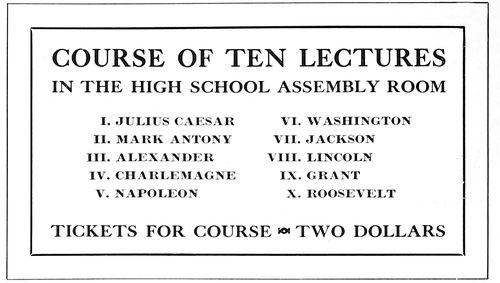 COURSE OF TEN LECTURES
IN THE HIGH SCHOOL ASSEMBLY ROOM
I. JULIUS CAESAR
II. MARK ANTONY
III. ALEXANDER
IV. CHARLEMAGNE
V. NAPOLEON
VI. WASHINGTON
VII. JACKSON
VIII. LINCOLN
IX. GRANT
X. ROOSEVELT
TICKETS FOR COURSE TWO DOLLARS